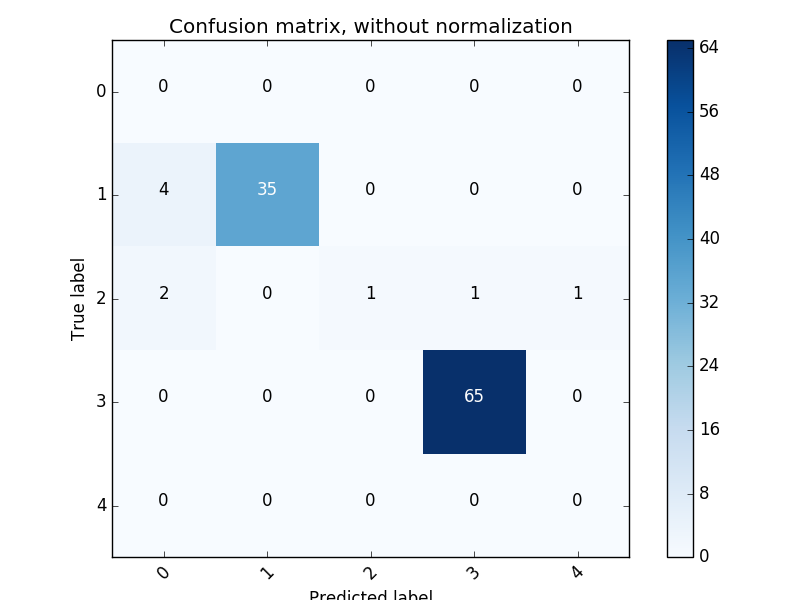 Confusion matrix, without normalization
0 0 0 0 0 0
1 4 35 0 0 0
2 2 0 1 1 1
3 0 0 0 65 0
4 0 0 0 0 0
0 1 2 3 4
True label
Predicted label
64
56
48
40
32
24
16
8
0